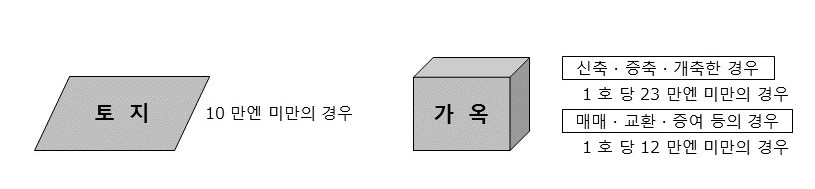 토 지
10 만엔 미만의 경우
가 옥
신축 · 증축 · 개축한 경우
1 호 당 23 만엔 미만의 경우
매매 · 교환 · 증여 등의 경우
1 호 당 12 만엔 미만의 경우